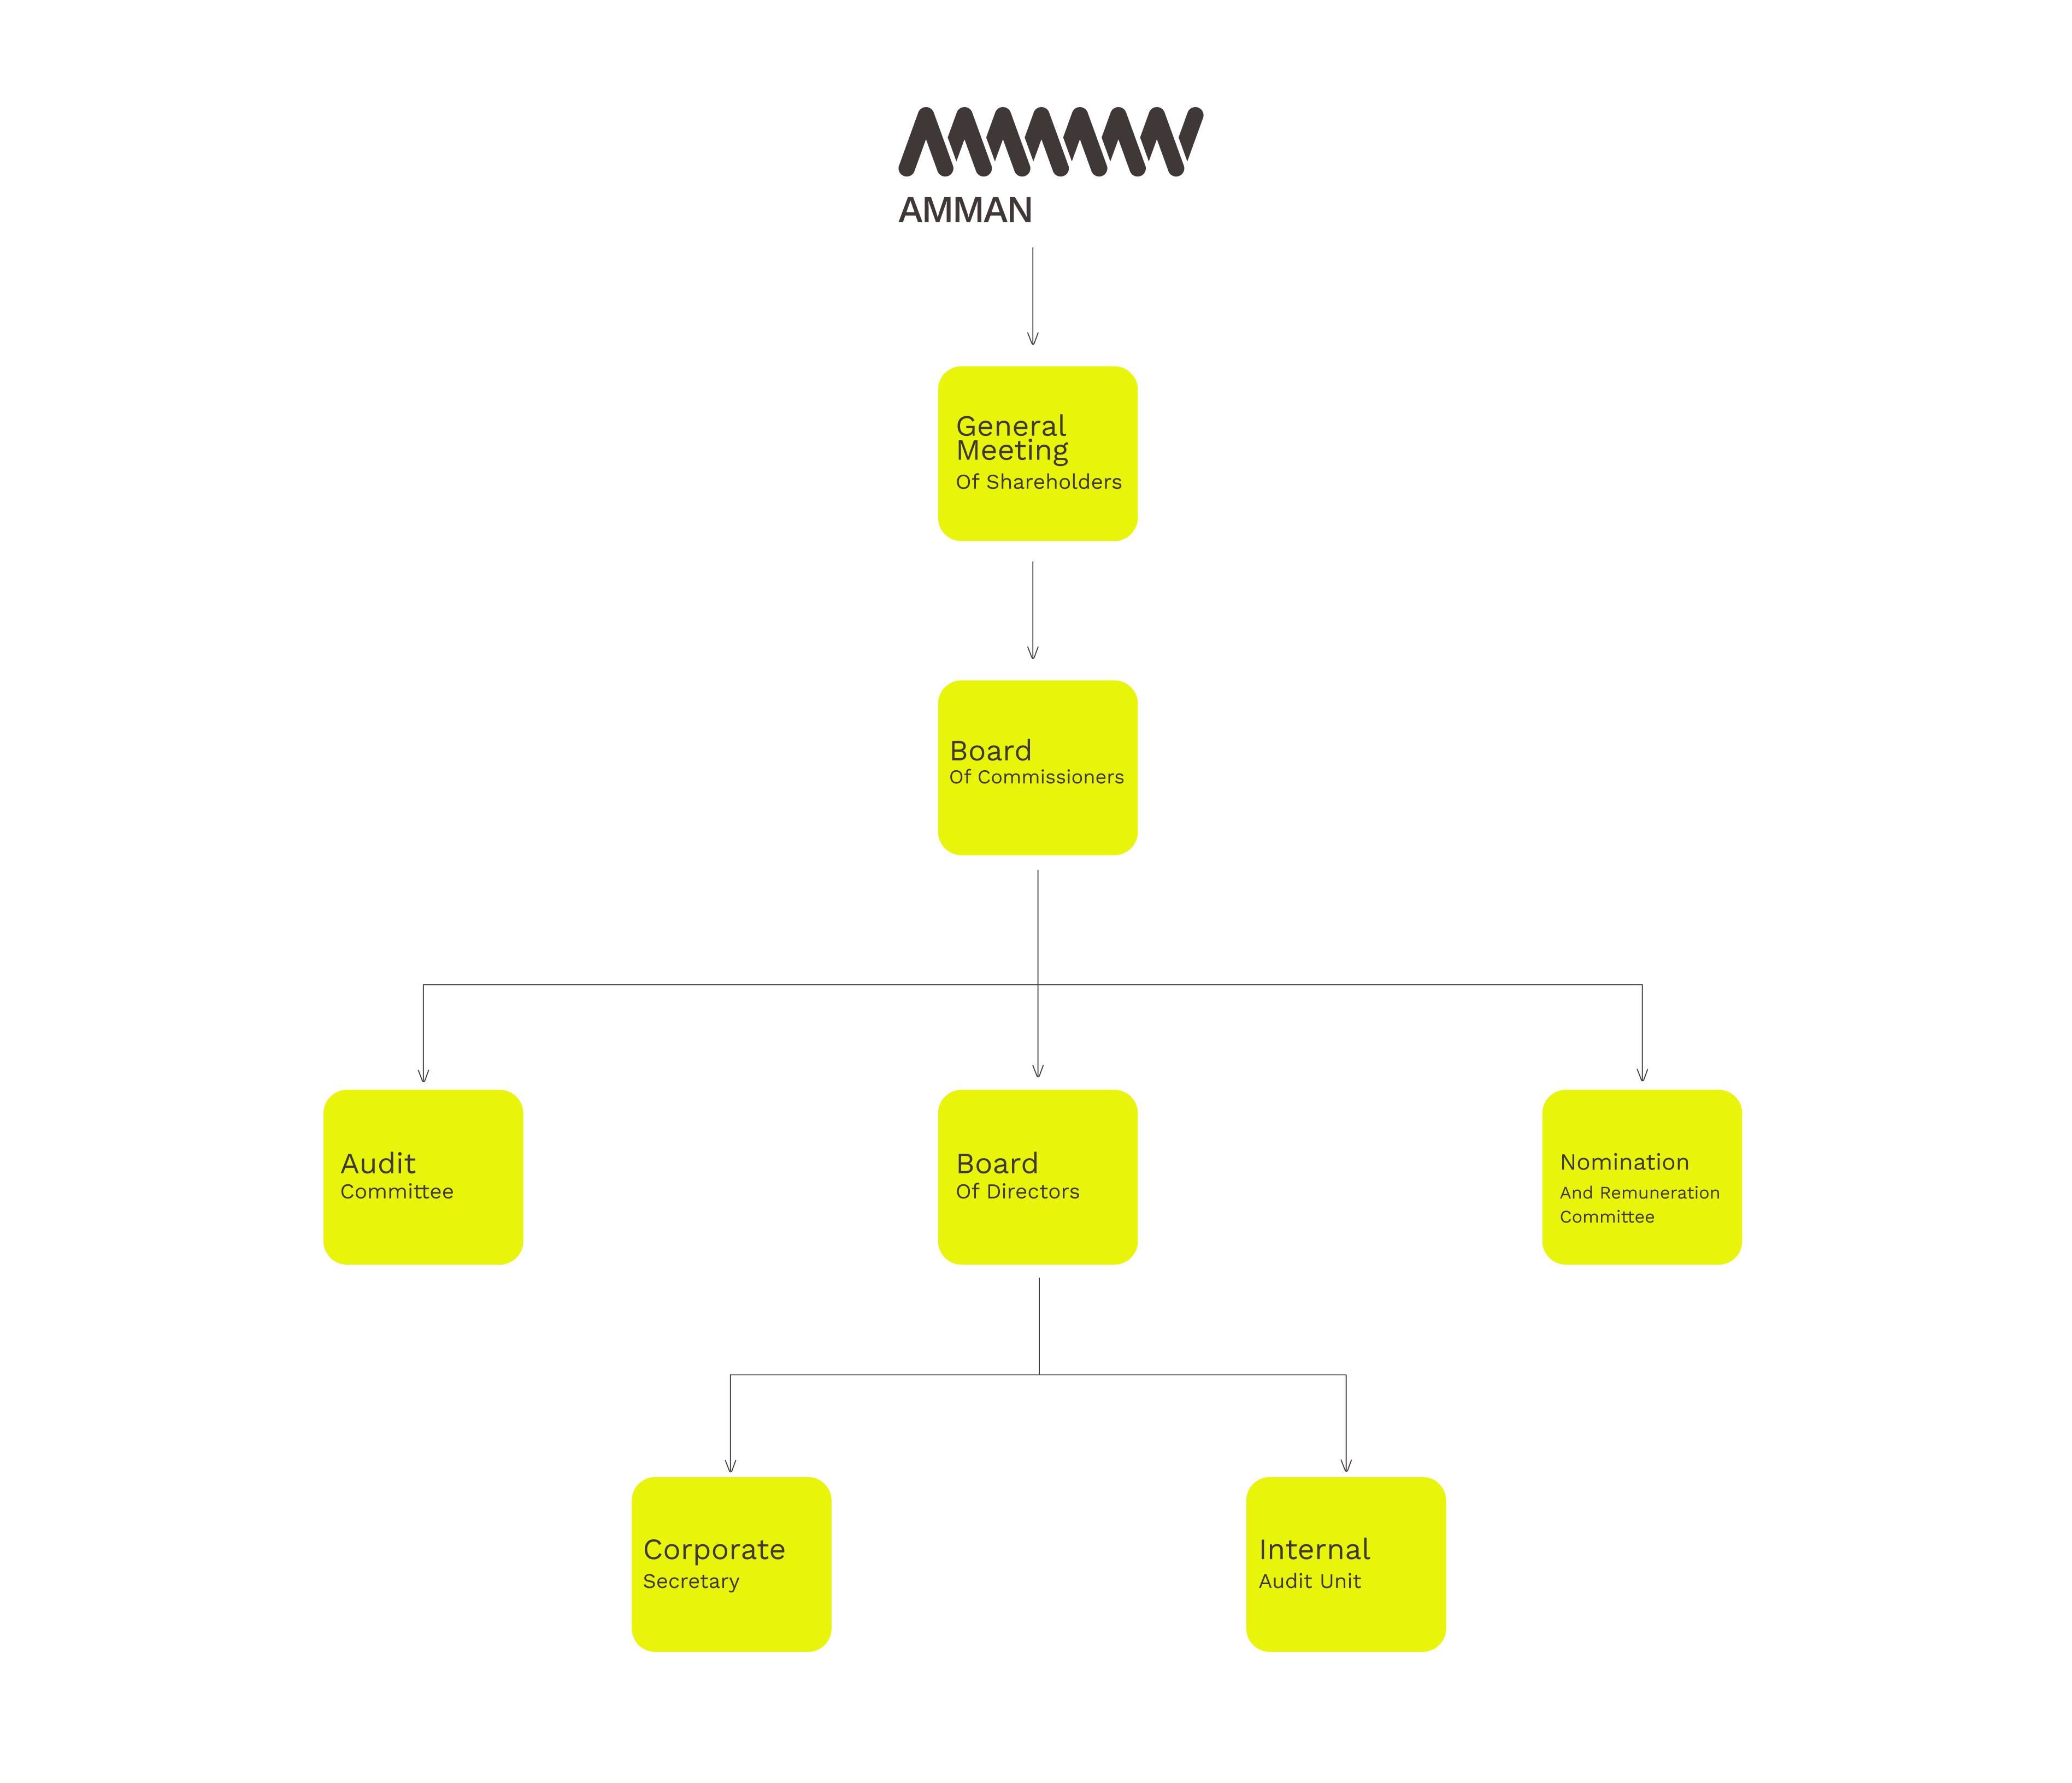 AMMAN
General
Meeting
Of Shareholders
Board
Of Commissioners
Audit
Committee
Board
Of Directors
Nomination
And Remuneration
Committee
Corporate
Secretary
Internal
Audit Unit